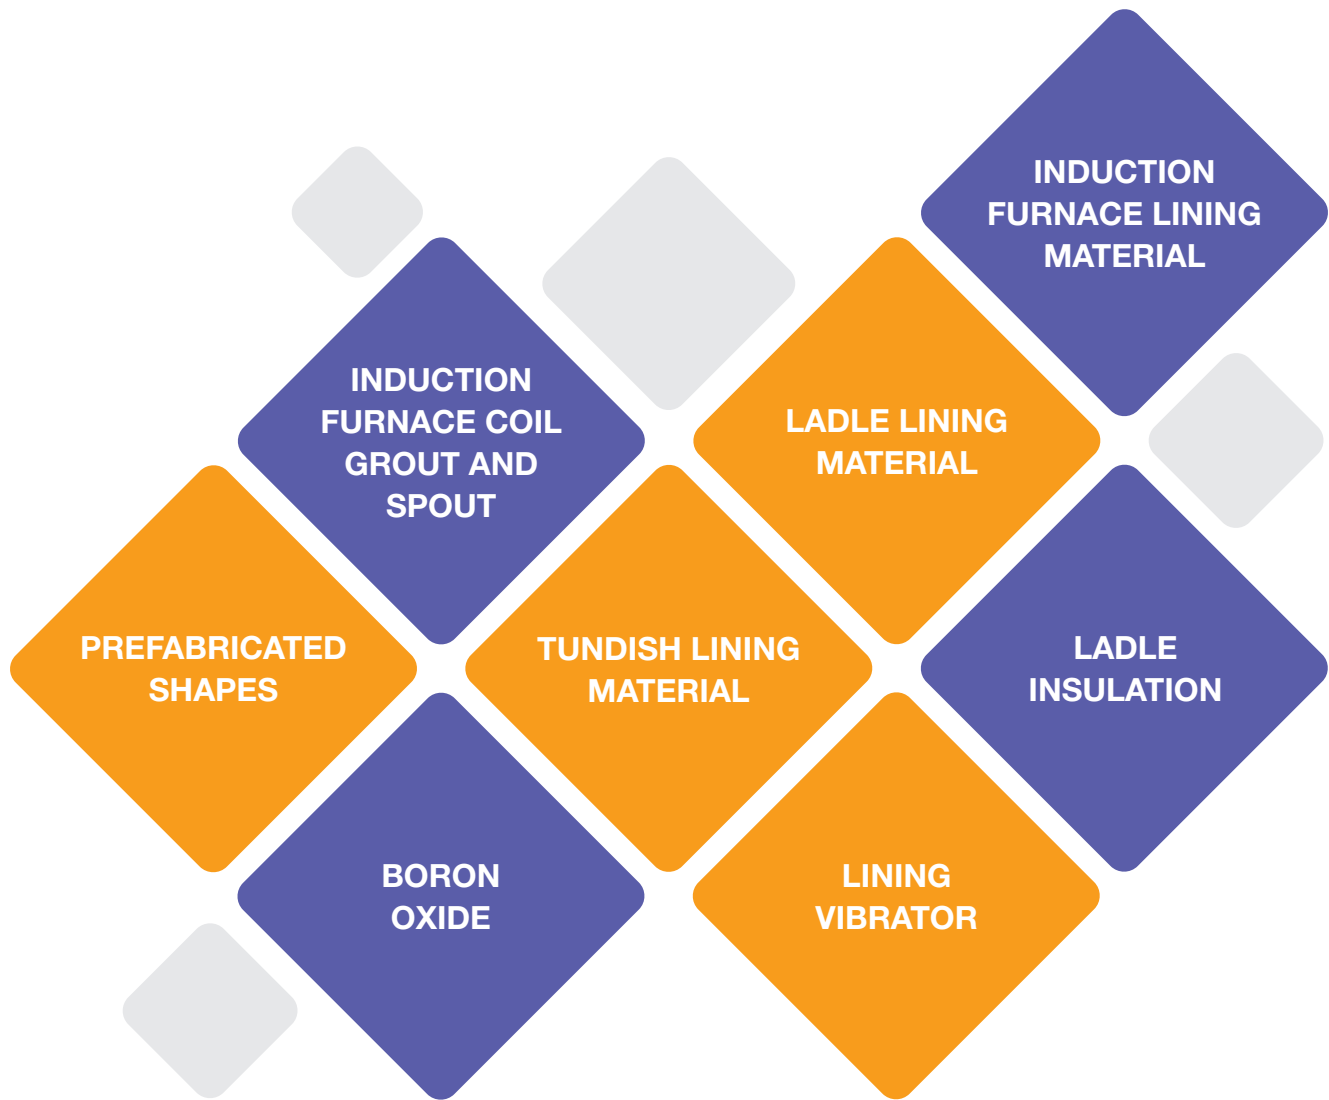 INDUCTION
FURNACE LINING
MATERIAL
INDUCTION
FURNACE COIL
GROUT AND
SPOUT
LADLE LINING
MATERIAL
PREFABRICATED
SHAPES
TUNDISH LINING
MATERIAL
LADLE
INSULATION
BORON
OXIDE
LINING
VIBRATOR